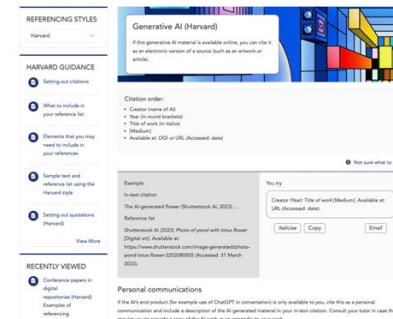 REFERENCING STYLES
Harvard
HARVARD GUIDANCE
Setting out citations
What to include in
your reference list
Elements that you may
need to include in
your references
Sample text and
reference list using the
Harvard style
Setting out quotations
(Harvard)
View More
RECENTLY VIEWED
Conference papers in
digital
repositories (Harvard)
Examples of
referencing
Generative AI (Harvard)
If this generative AI material is available online, you can cite it
as an electronic version of a source (such as an artwork or
article).
Citation order:
• Creator (name of AI)
• Year (in round brackets)
• Title of work (in italics)
• [Medium]
• Available at: DOI or URL (Accessed: date)
Not sure what to
Example
In-text citation
The AI-generated flower (Shutterstock AI, 2023)...
Reference list
Shutterstock AI (2023) Photo of pond with lotus flower
[Digital art]. Available at:
https://www.shutterstock.com/image-generated/photo-
pond-lotus-flower-2252080005 (Accessed: 31 March
2023).
You try
Creator (Year) Title of work [Medium]. Available at:
URL (Accessed: date).
Italicise
Copy
Email
Personal communications
If the AI's end product (for example use of ChatGPT in conversation) is only available to you, cite this as a personal
communication and include a description of the AI generated material in your in-text citation. Consult your tutor in case